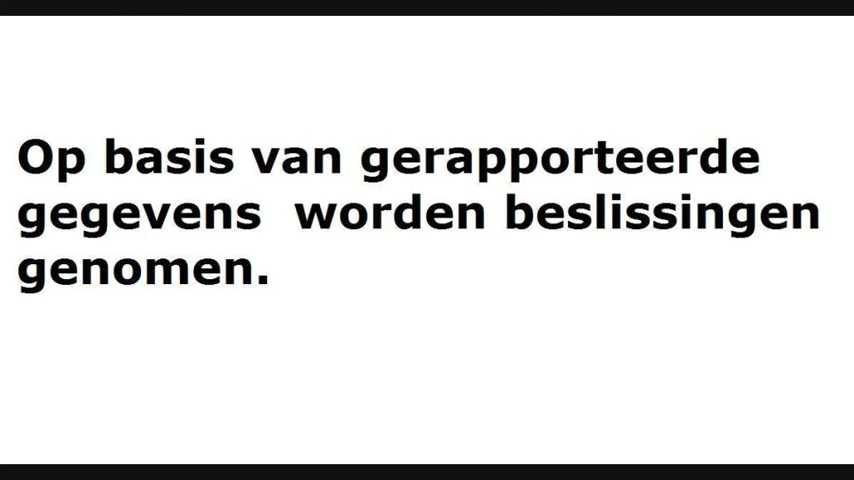 Op basis van gerapporteerde
gegevens  worden beslissingen
genomen.